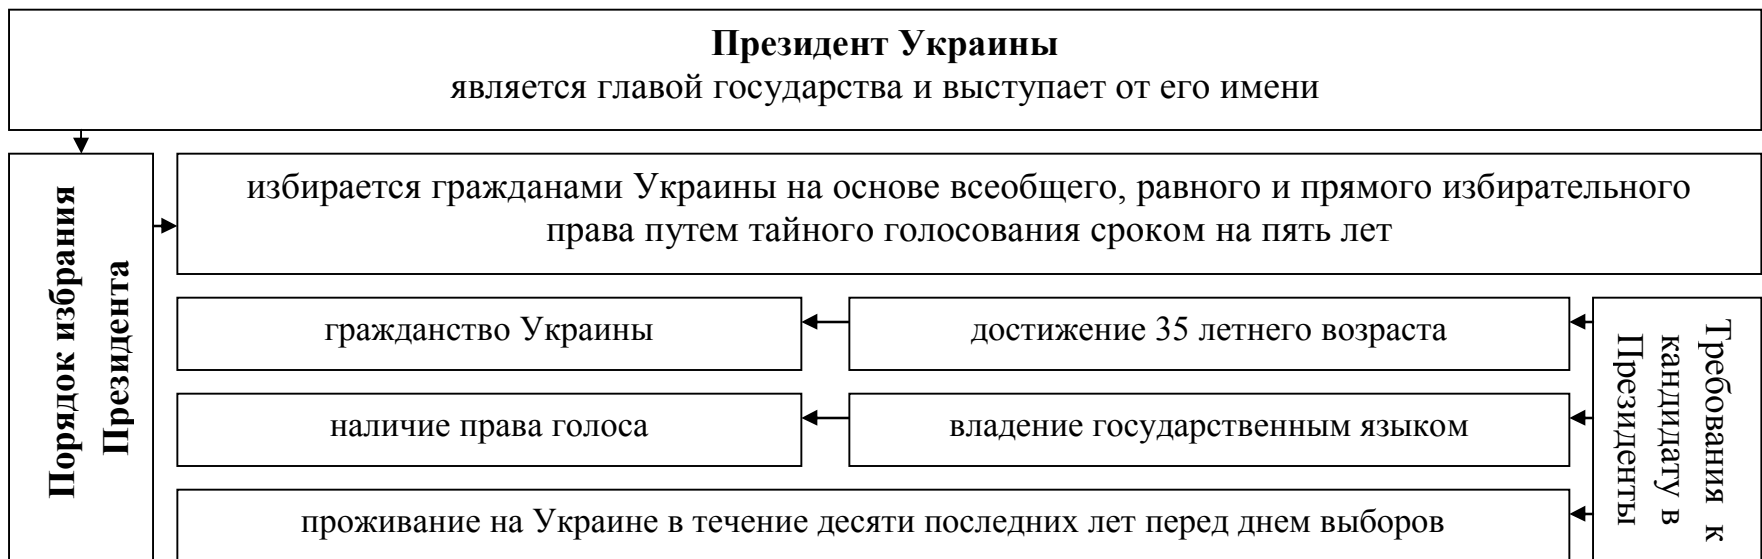 Президент Украины
является главой государства и выступает от его имени
Порядок избрания
Президента
избирается гражданами Украины на основе всеобщего, равного и прямого избирательного
права путем тайного голосования сроком на пять лет
гражданство Украины
достижение 35 летнего возраста
наличие права голоса
владение государственным языком
проживание на Украине в течение десяти последних лет перед днем выборов
Требования к
кандидату в
Президенты